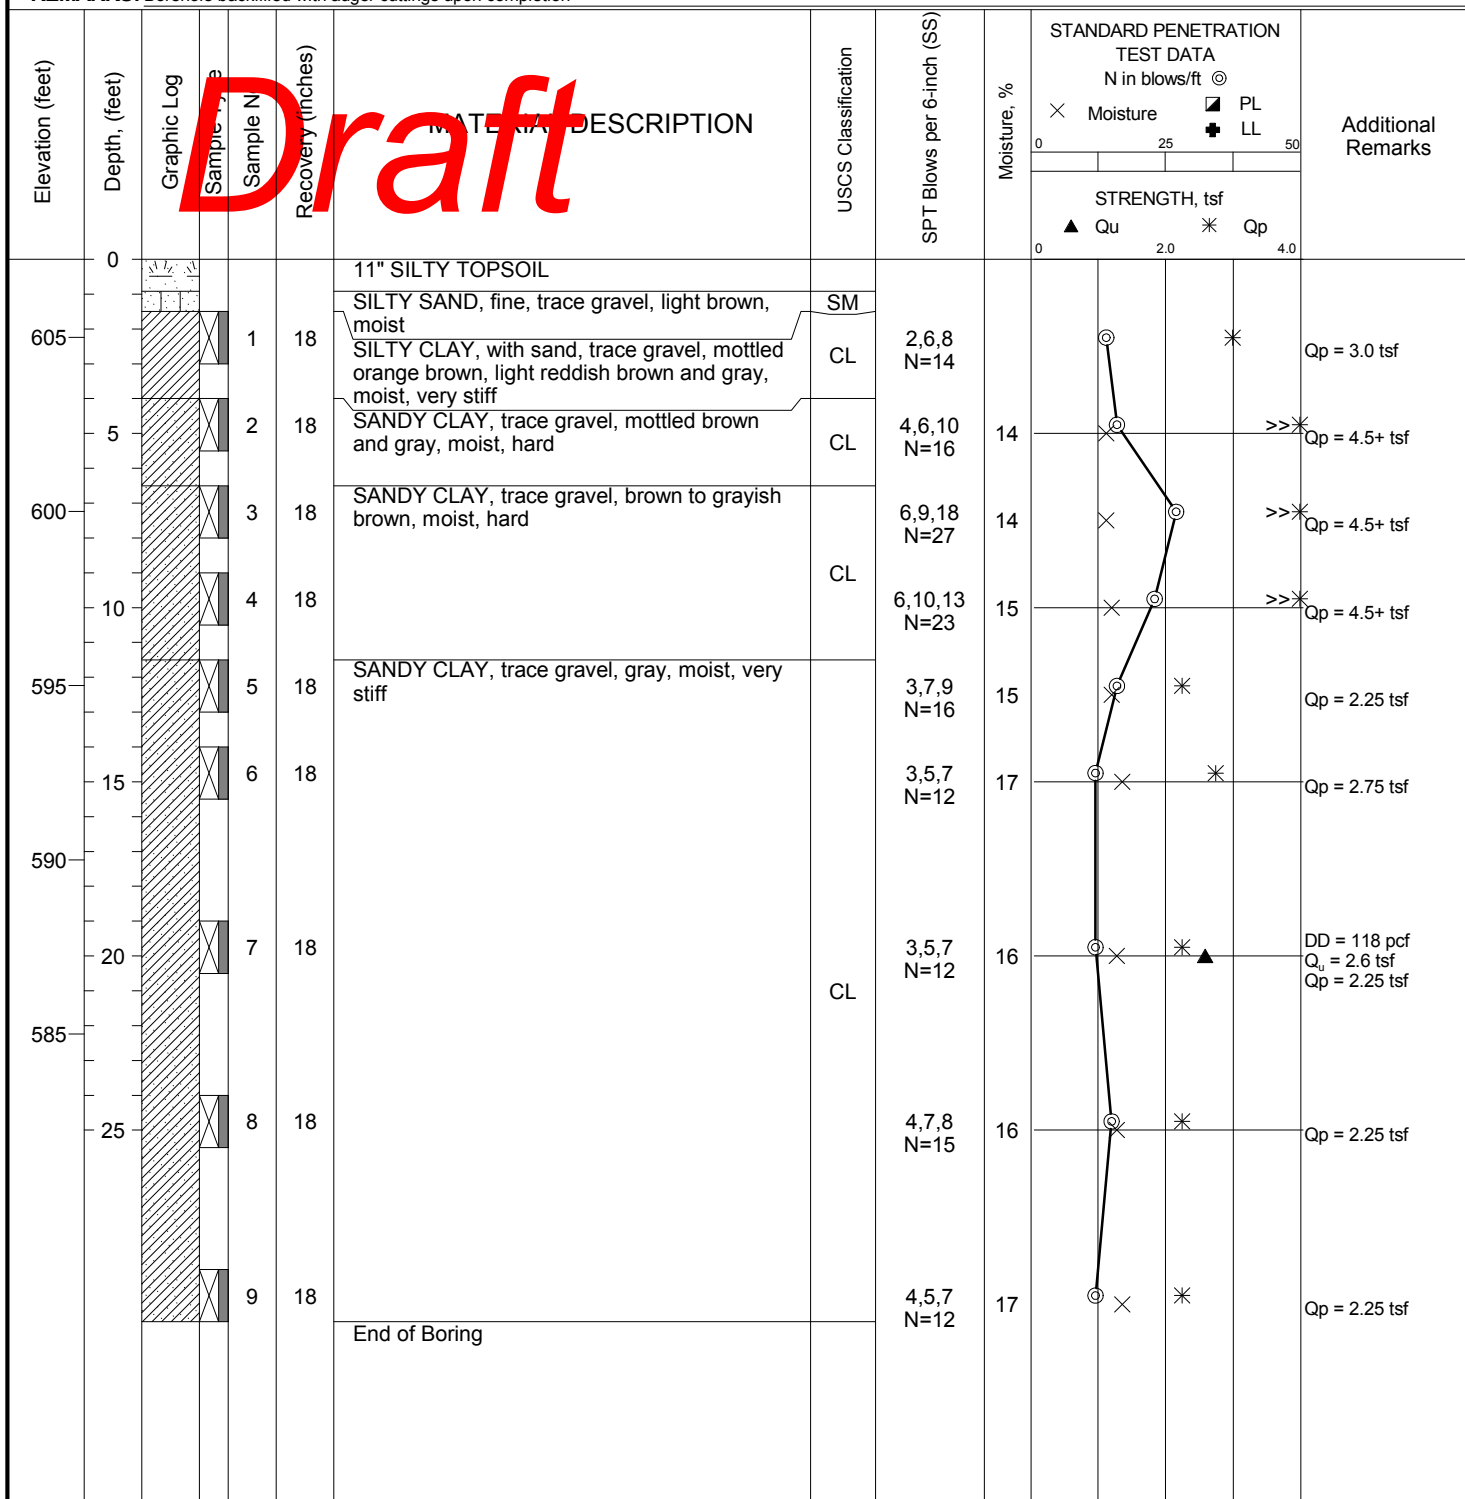 REMARKS: Borehole backfilled with auger cuttings upon completion
Draft
Elevation (feet)
Depth, (feet)
Graphic Log
Sample
Sample N
Recovery (inches)
MATERIAL DESCRIPTION
USCS Classification
SPT Blows per 6-inch (SS)
Moisture, %
STANDARD PENETRATION
TEST DATA
N in blows/ft
Moisture
PL
LL
0 25 50
STRENGTH, tsf
Qu Qp
0 2.0 4.0
Additional
Remarks
0
11" SILTY TOPSOIL
SILTY SAND, fine, trace gravel, light brown,
moist
SM
605
1 18
SILTY CLAY, with sand, trace gravel, mottled
orange brown, light reddish brown and gray,
moist, very stiff
CL
2,6,8
N=14
Qp = 3.0 tsf
5
2 18
SANDY CLAY, trace gravel, mottled brown
and gray, moist, hard
CL
4,6,10
N=16
14
>>
Qp = 4.5+ tsf
600
3 18
SANDY CLAY, trace gravel, brown to grayish
brown, moist, hard
CL
6,9,18
N=27
14
>>
Qp = 4.5+ tsf
10
4 18
6,10,13
N=23
15
>>
Qp = 4.5+ tsf
595
5 18
SANDY CLAY, trace gravel, gray, moist, very
stiff
3,7,9
N=16
15
Qp = 2.25 tsf
15
6 18
3,5,7
N=12
17
Qp = 2.75 tsf
590
20
7 18
3,5,7
N=12
16
DD = 118 pcf
Qu = 2.6 tsf
Qp = 2.25 tsf
CL
585
25
8 18
4,7,8
N=15
16
Qp = 2.25 tsf
9 18
4,5,7
N=12
17
Qp = 2.25 tsf
End of Boring